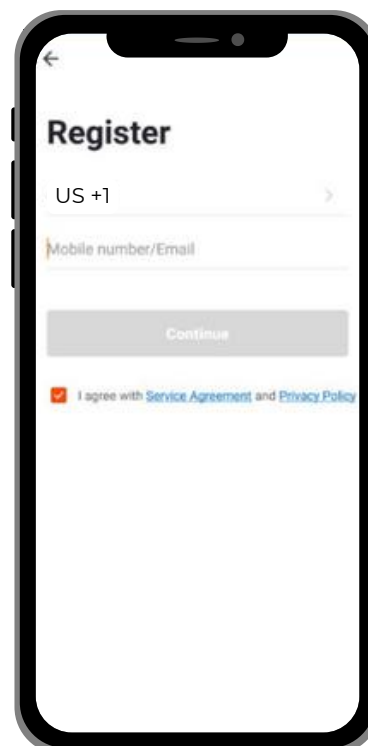 Register
US +1
Mobile number/Email
Continue
I agree with Service Agreement and Privacy Policy